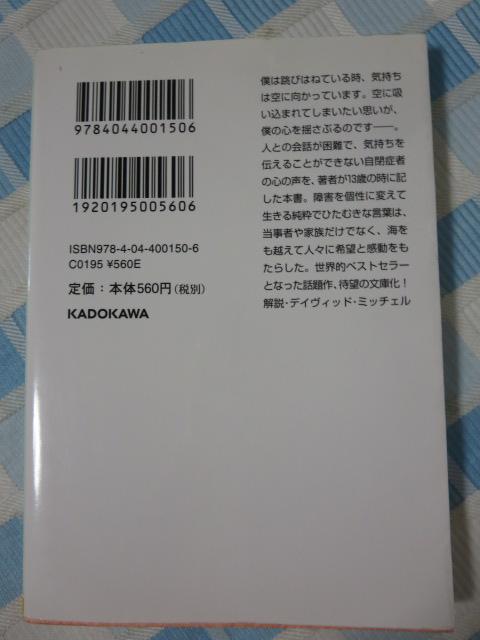 9784044001506
1920195005606
ISBN978-4-04-400150-6
C0195 ¥560E
定価：本体560円（税別）
KADOKAWA
僕は跳びはねている時、気持ち
は空に向かっています。空に吸
い込まれてしまいたい思いが、
僕の心を揺さぶるのです――。
人との会話が困難で、気持ちを
伝えることができない自閉症者
の心の声を、著者が13歳の時に記
した本書。障害を個性に変えて
生きる純粋でひたむきな言葉は、
当事者や家族だけでなく、海を
も越えて人々に希望と感動をも
たらした。世界的ベストセラー
となった話題作、待望の文庫化！
解説・デイヴィッド・ミッチェル